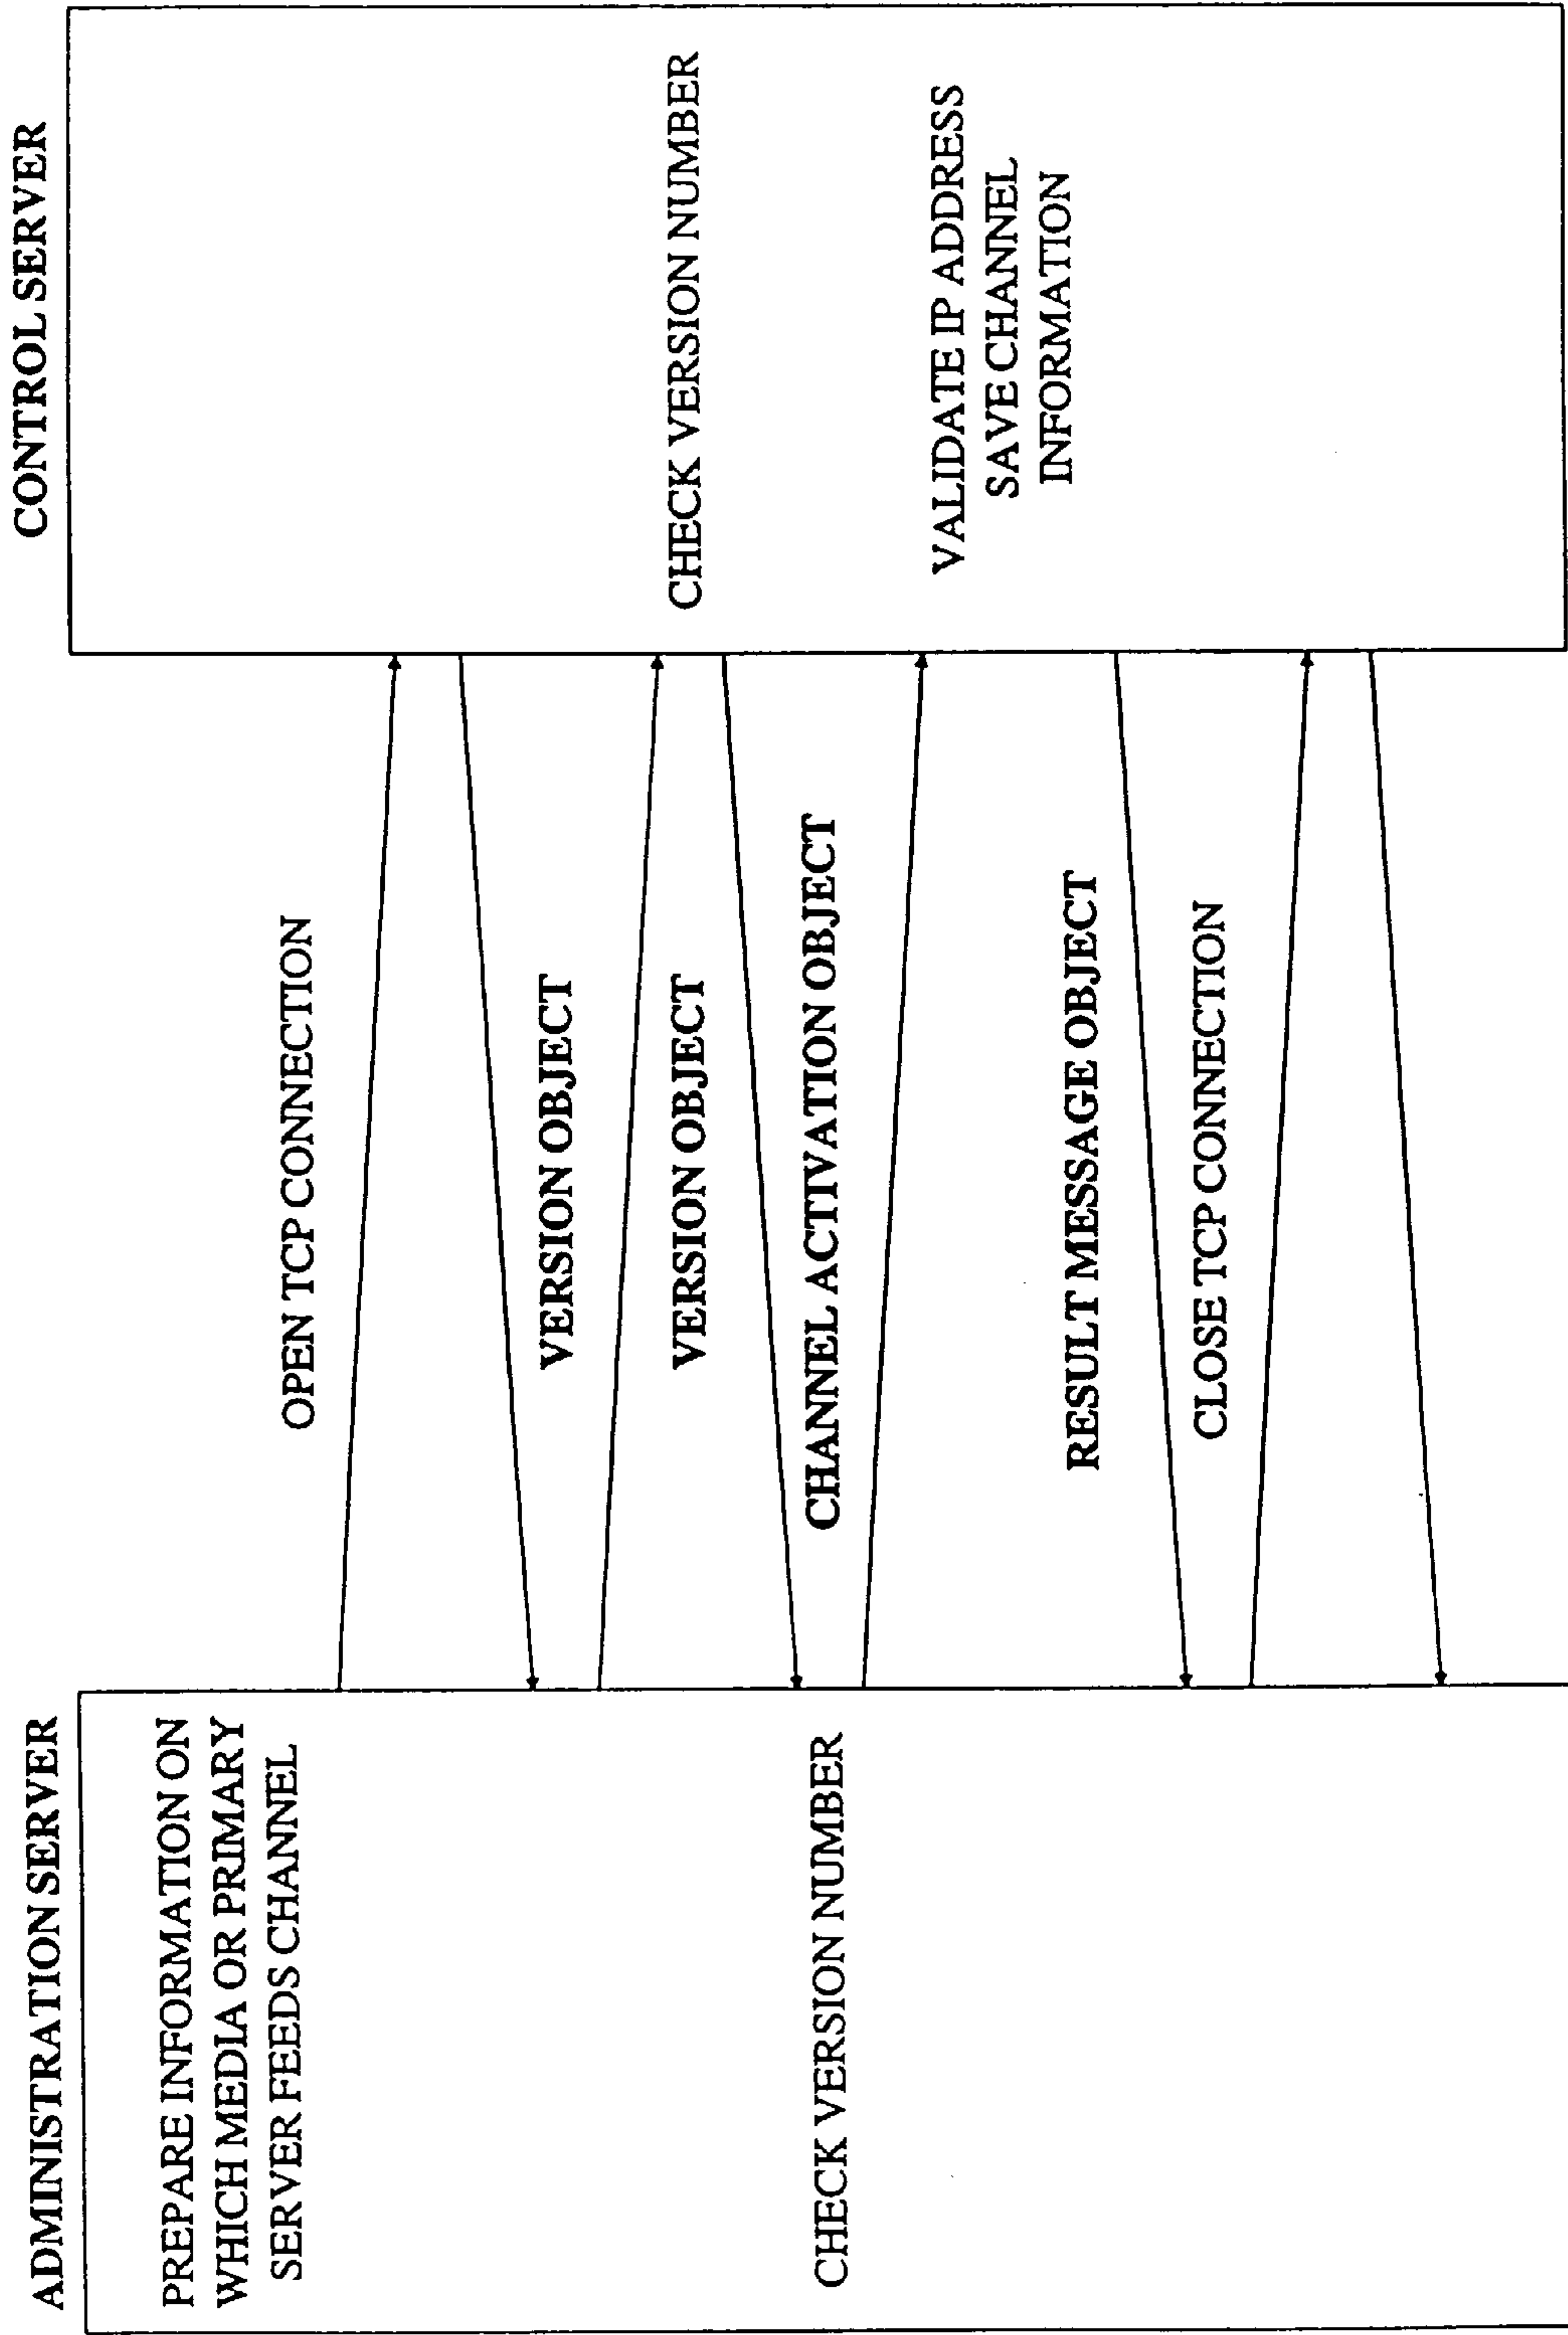 ADMINISTRATION SERVER
CONTROL SERVER
PREPARE INFORMATION ON
WHICH MEDIA OR PRIMARY
SERVER FEEDS CHANNEL
OPEN TCP CONNECTION
VERSION OBJECT
CHECK VERSION NUMBER
VERSION OBJECT
CHECK VERSION NUMBER
CHANNEL ACTIVATION OBJECT
VALIDATE IP ADDRESS
SAVE CHANNEL
INFORMATION
RESULT MESSAGE OBJECT
CLOSE TCP CONNECTION